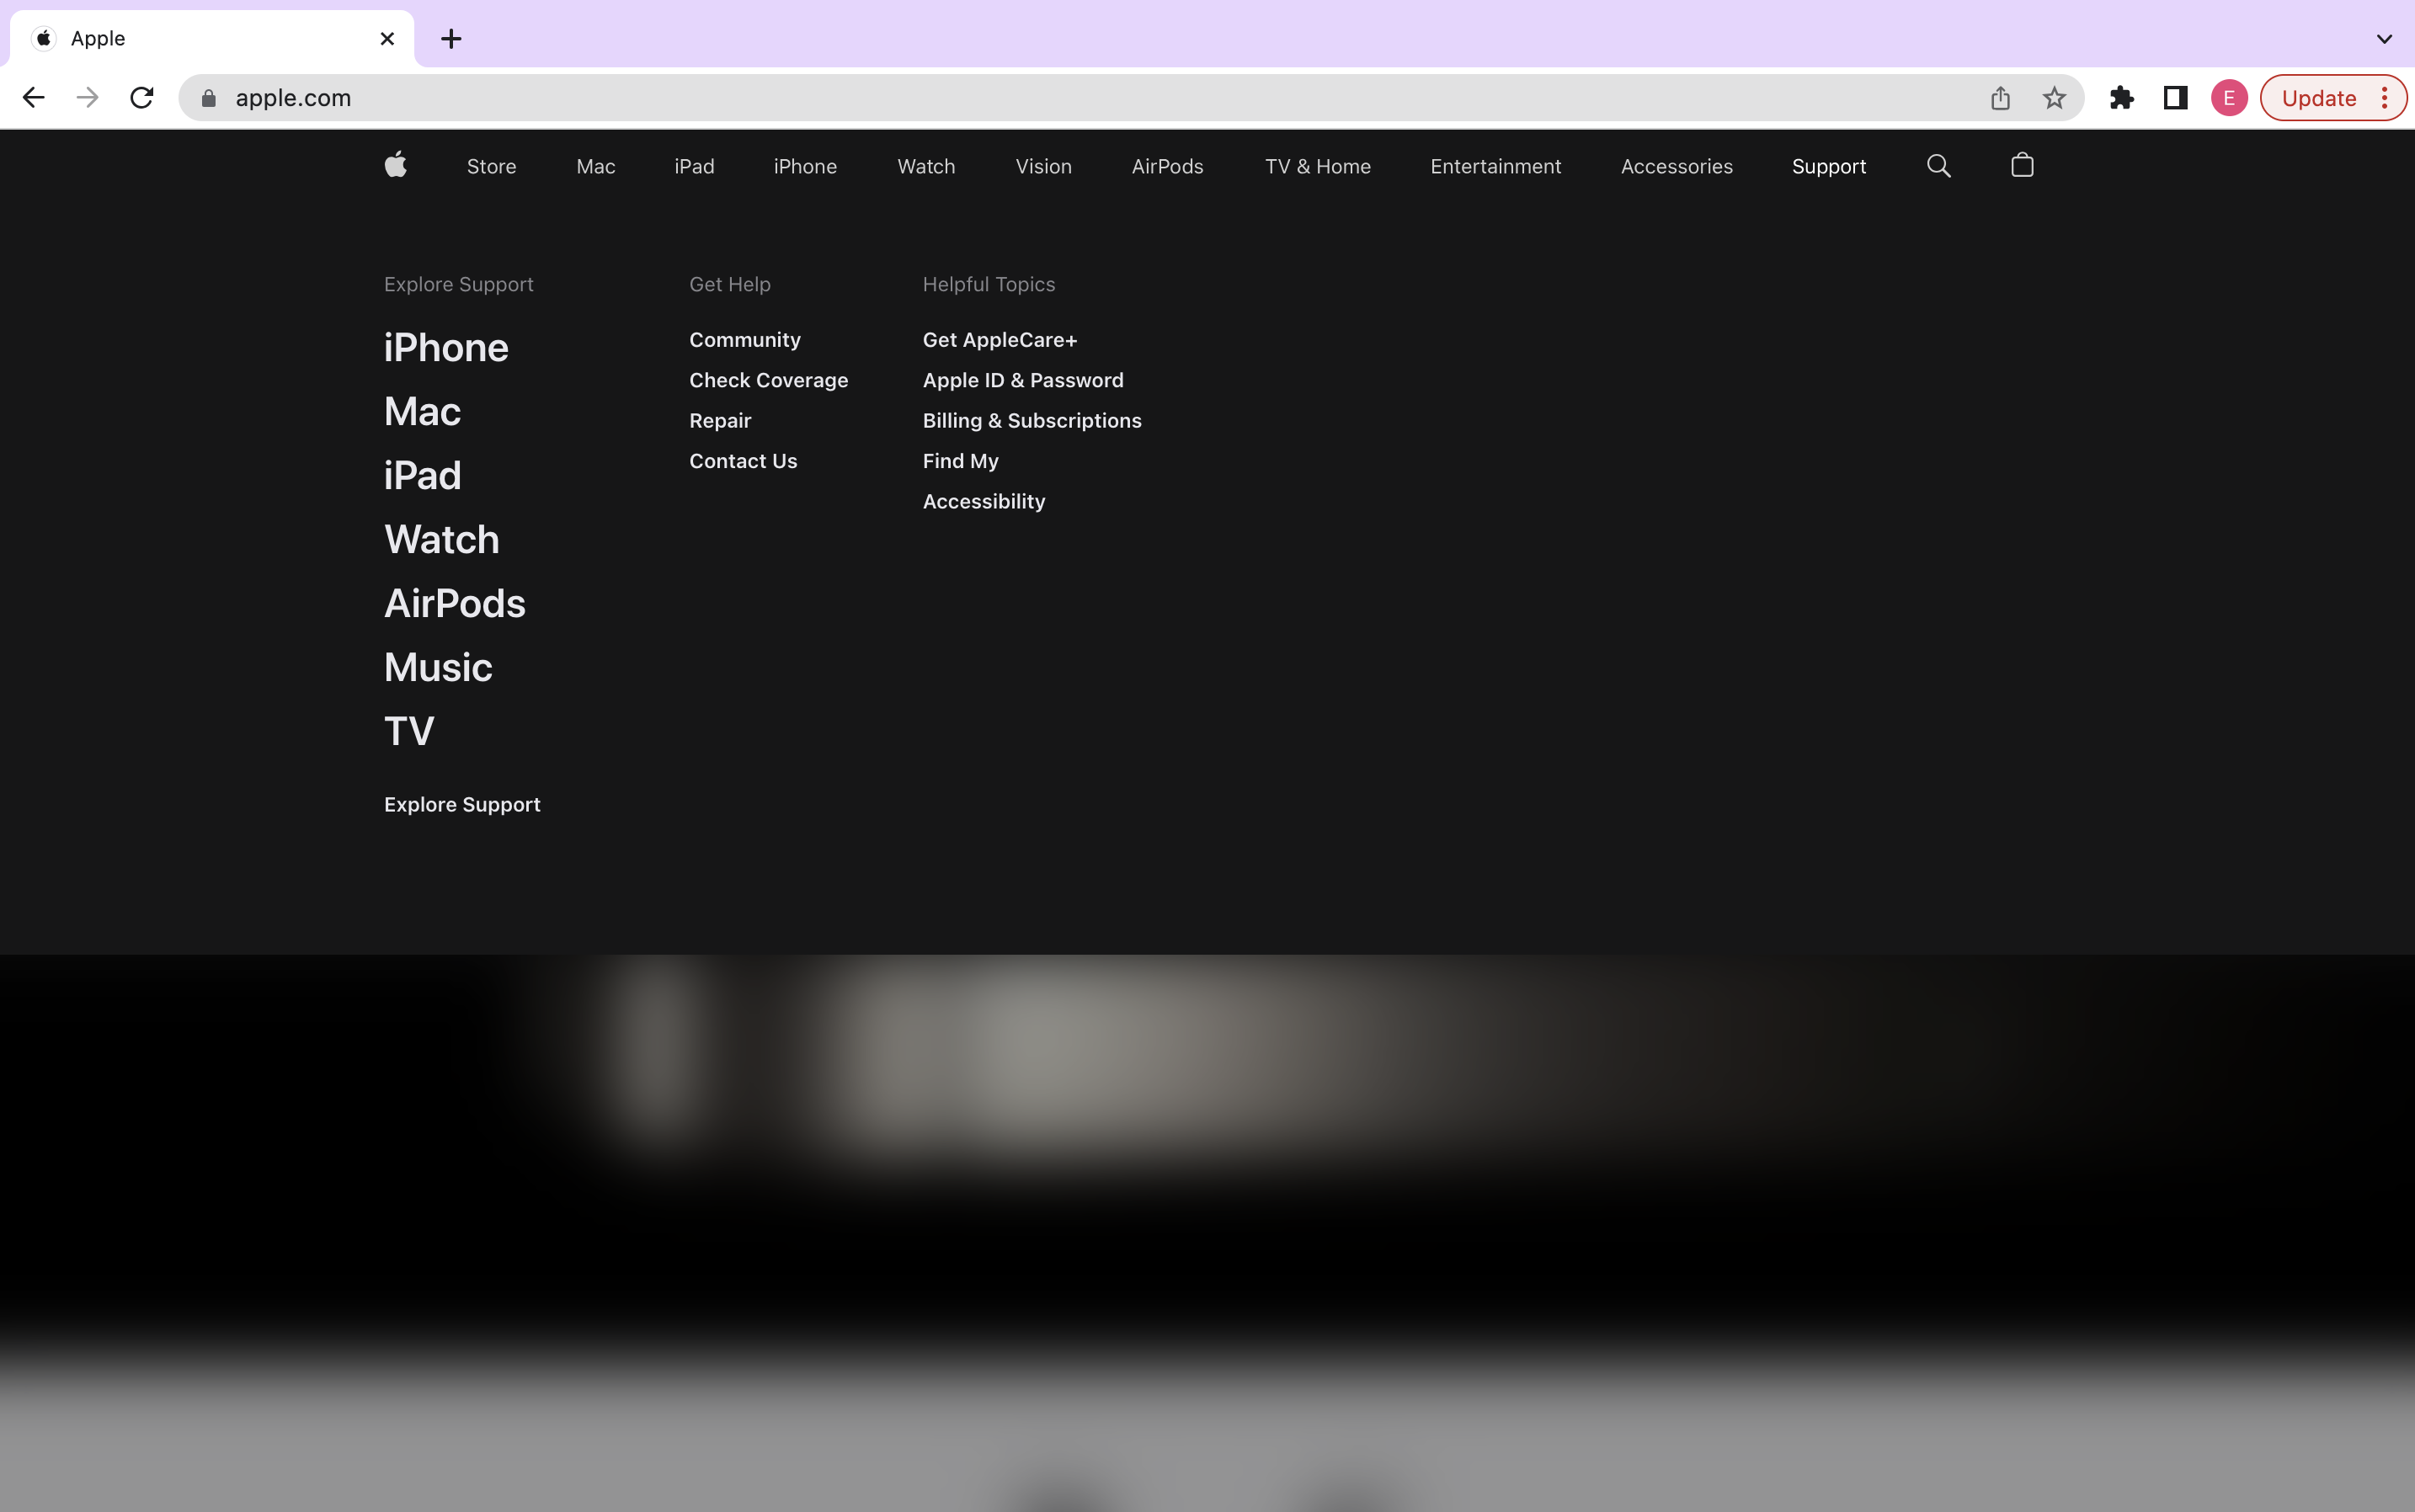 Apple
apple.com
E
Update
Store Mac iPad iPhone Watch Vision AirPods TV & Home Entertainment Accessories Support
Explore Support
iPhone
Mac
iPad
Watch
AirPods
Music
TV
Explore Support
Get Help
Community
Check Coverage
Repair
Contact Us
Helpful Topics
Get AppleCare+
Apple ID & Password
Billing & Subscriptions
Find My
Accessibility